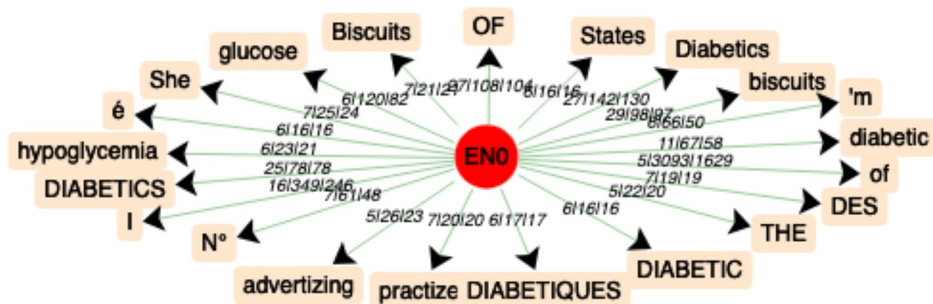 OF
Biscuits
States
glucose
Diabetics
She
biscuits
'm
é
diabetic
hypoglycemia
EN0
of
DIABETICS
DES
I
THE
N°
DIABETIC
advertizing
practize
DIABETIQUES
7|21|21
37|108|104
6|16|16
6|120|82
27|142|130
7|25|24
29|98|97
6|66|50
6|16|16
11|67|58
6|23|21
5|3093|1629
25|78|78
7|19|19
16|349|246
5|22|20
7|61|48
6|16|16
5|26|23
7|20|20
6|17|17